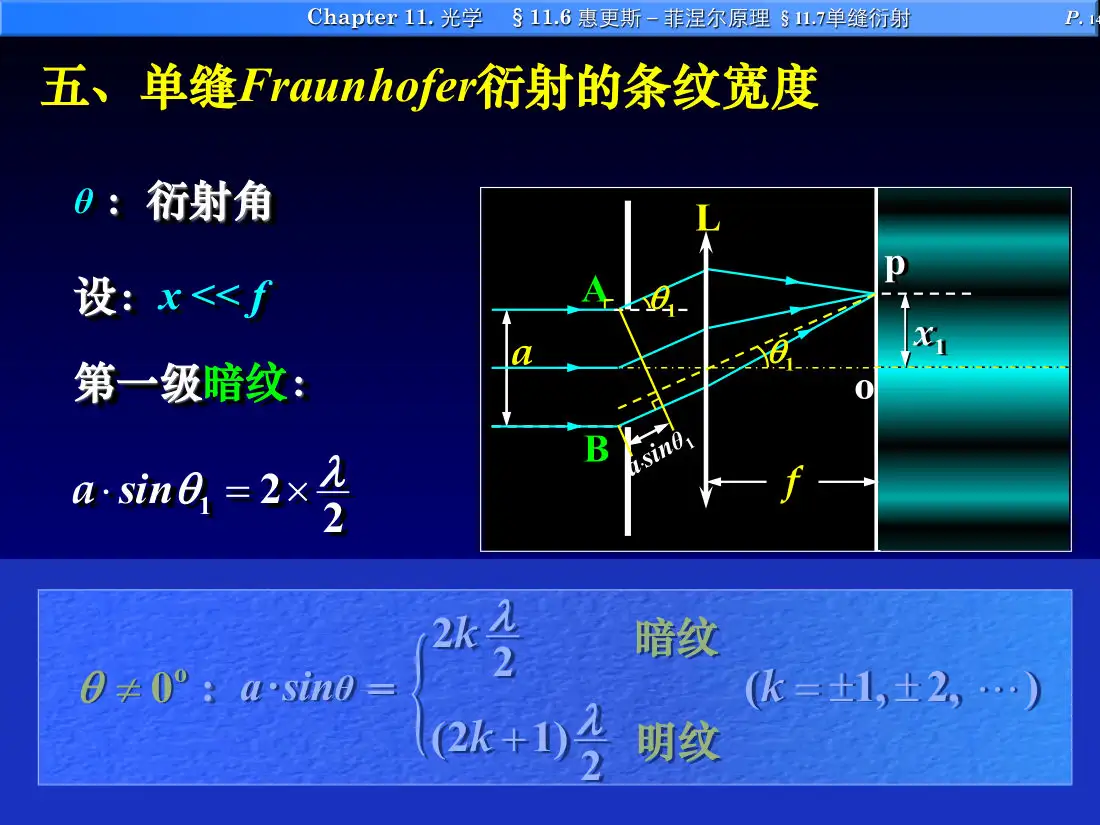 Chapter 11. 光学 § 11.6 惠更斯 – 菲涅尔原理 § 11.7单缝衍射 P. 14
五、单缝Fraunhofer衍射的条纹宽度
θ : 衍射角
设: x << f
第一级暗纹:
a · sinθ₁ = 2 × λ/2
L
p
A
θ₁
x₁
a
θ₁
o
B
a·sinθ₁
f
θ ≠ 0° : a·sinθ = { 2k λ/2 暗纹
(2k + 1) λ/2 明纹
(k = ±1, ± 2, ⋯ )